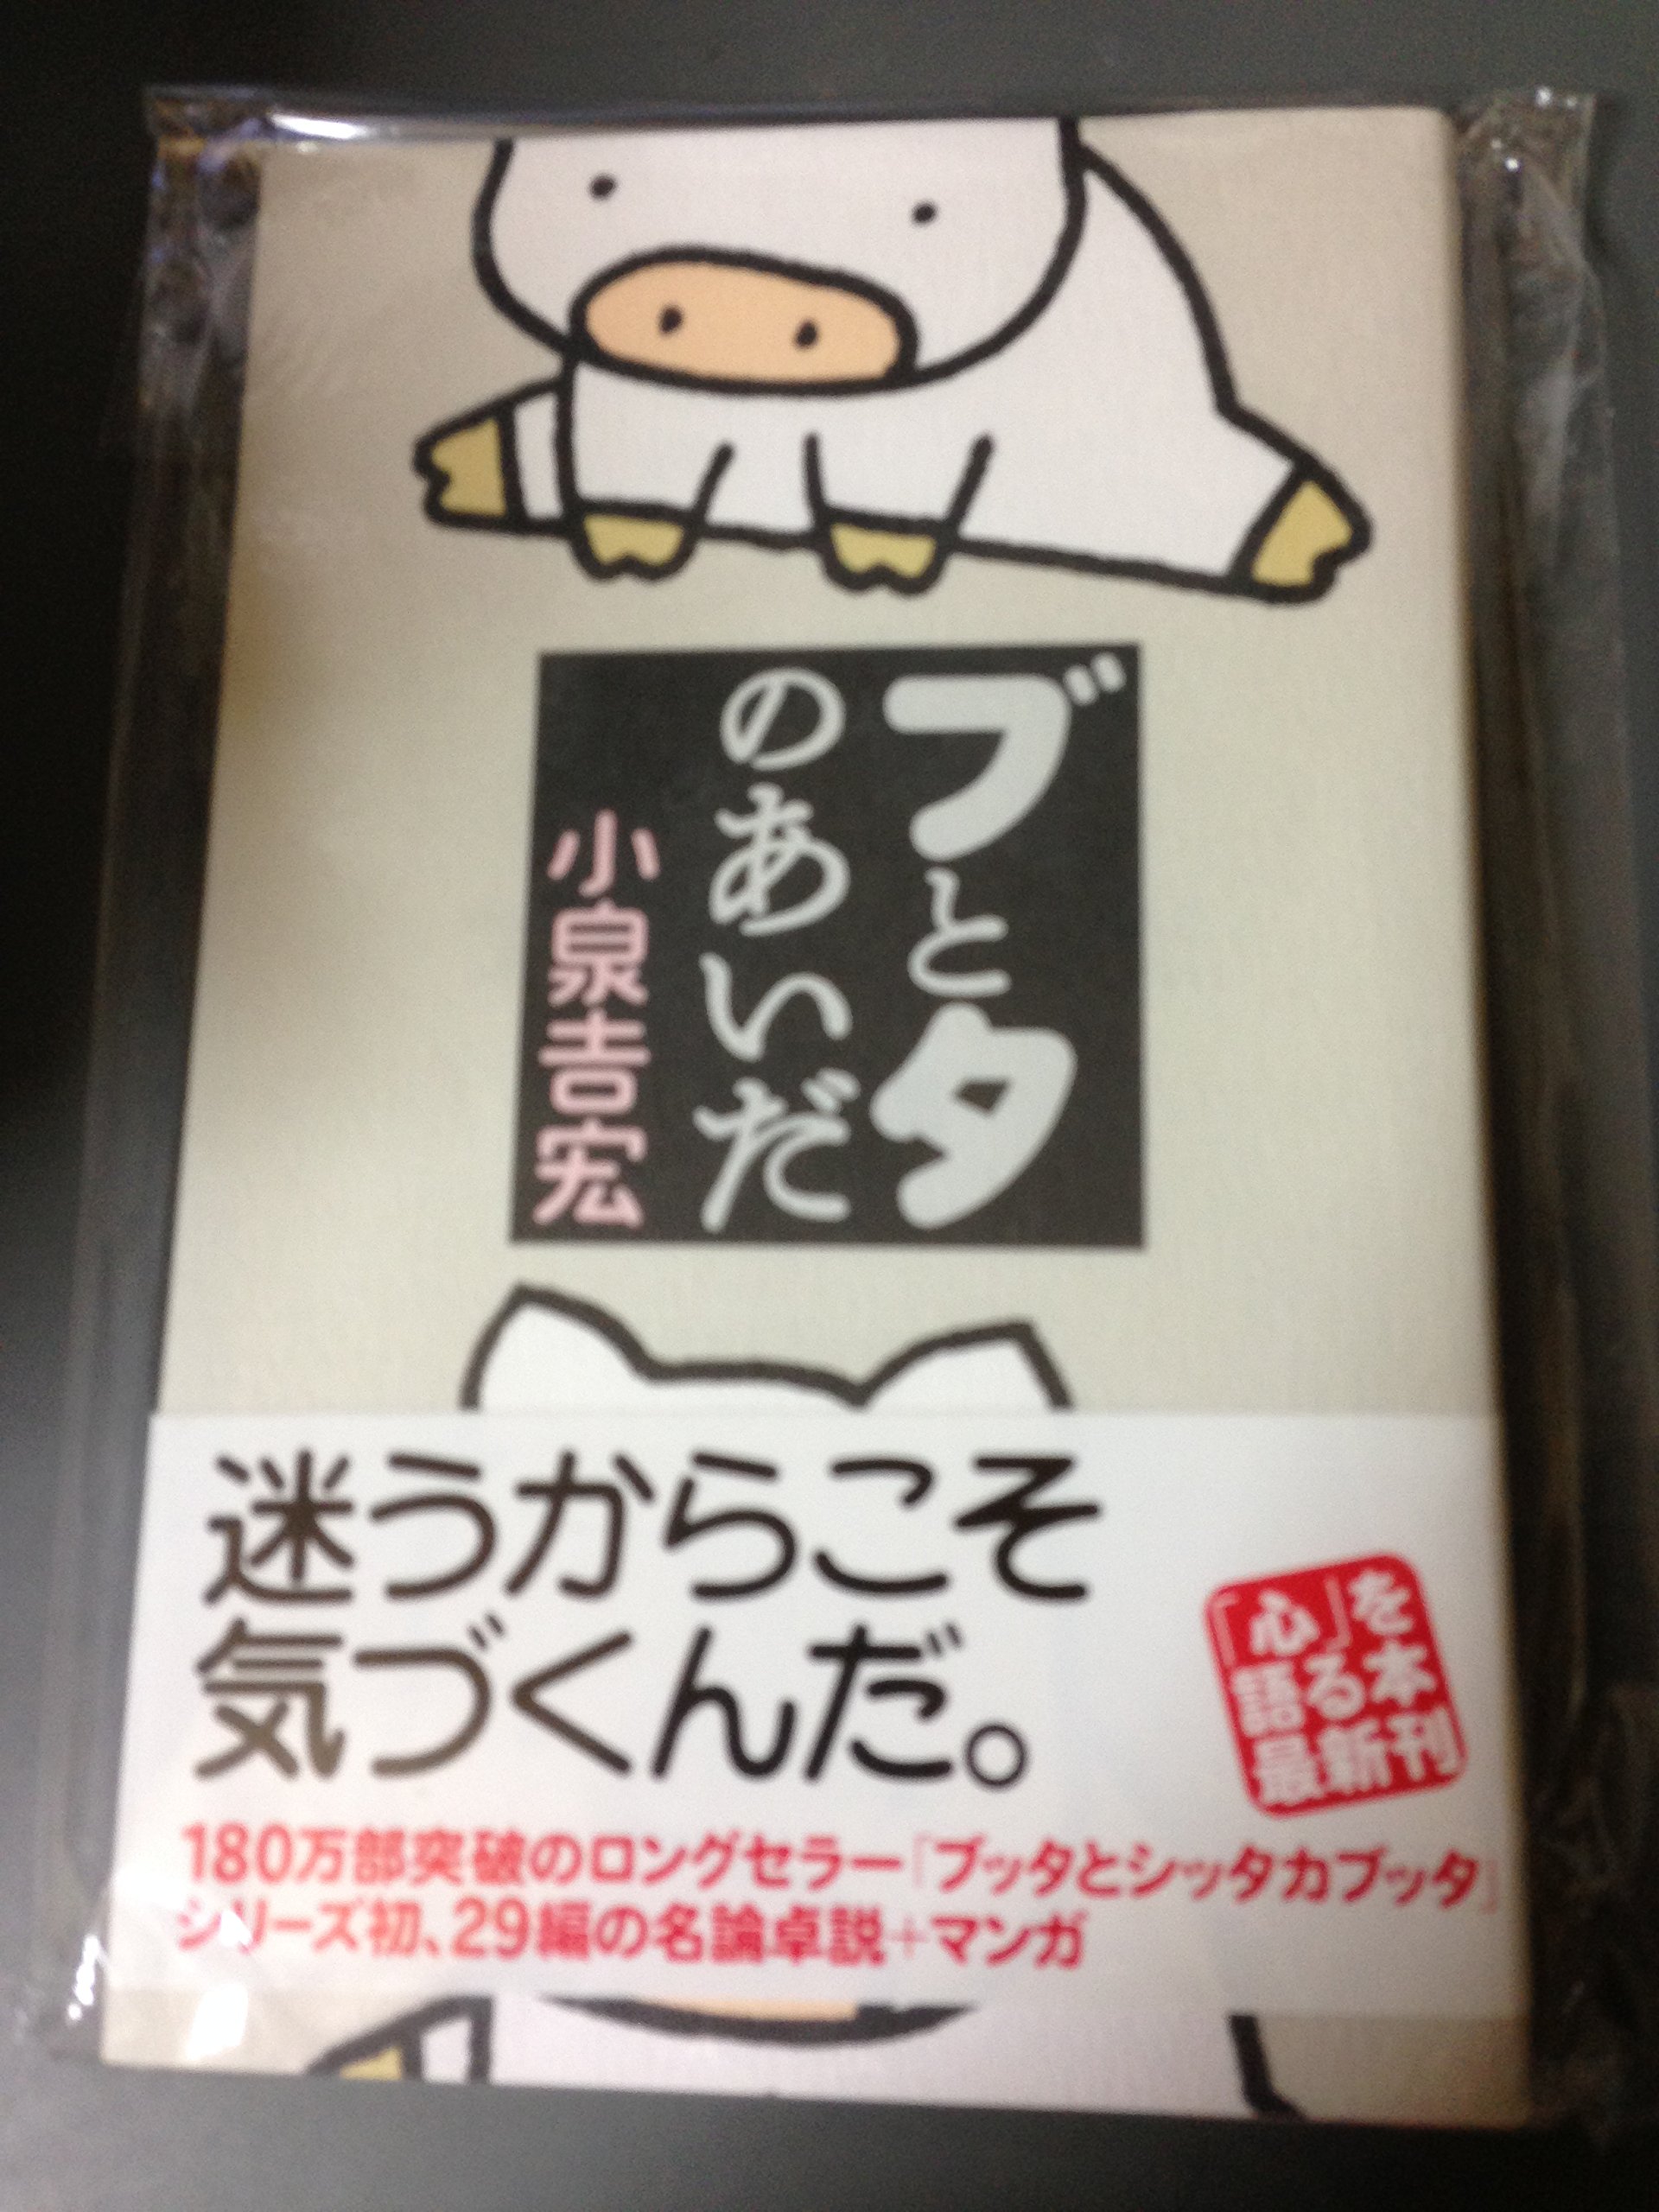 ブとタ
のあいだ
小泉吉宏
迷うからこそ
気づくんだ。
「心」を
語る本
最新刊
180万部突破のロングセラー「ブッタとシッタカブッタ」
シリーズ初、29編の名論卓説+マンガ